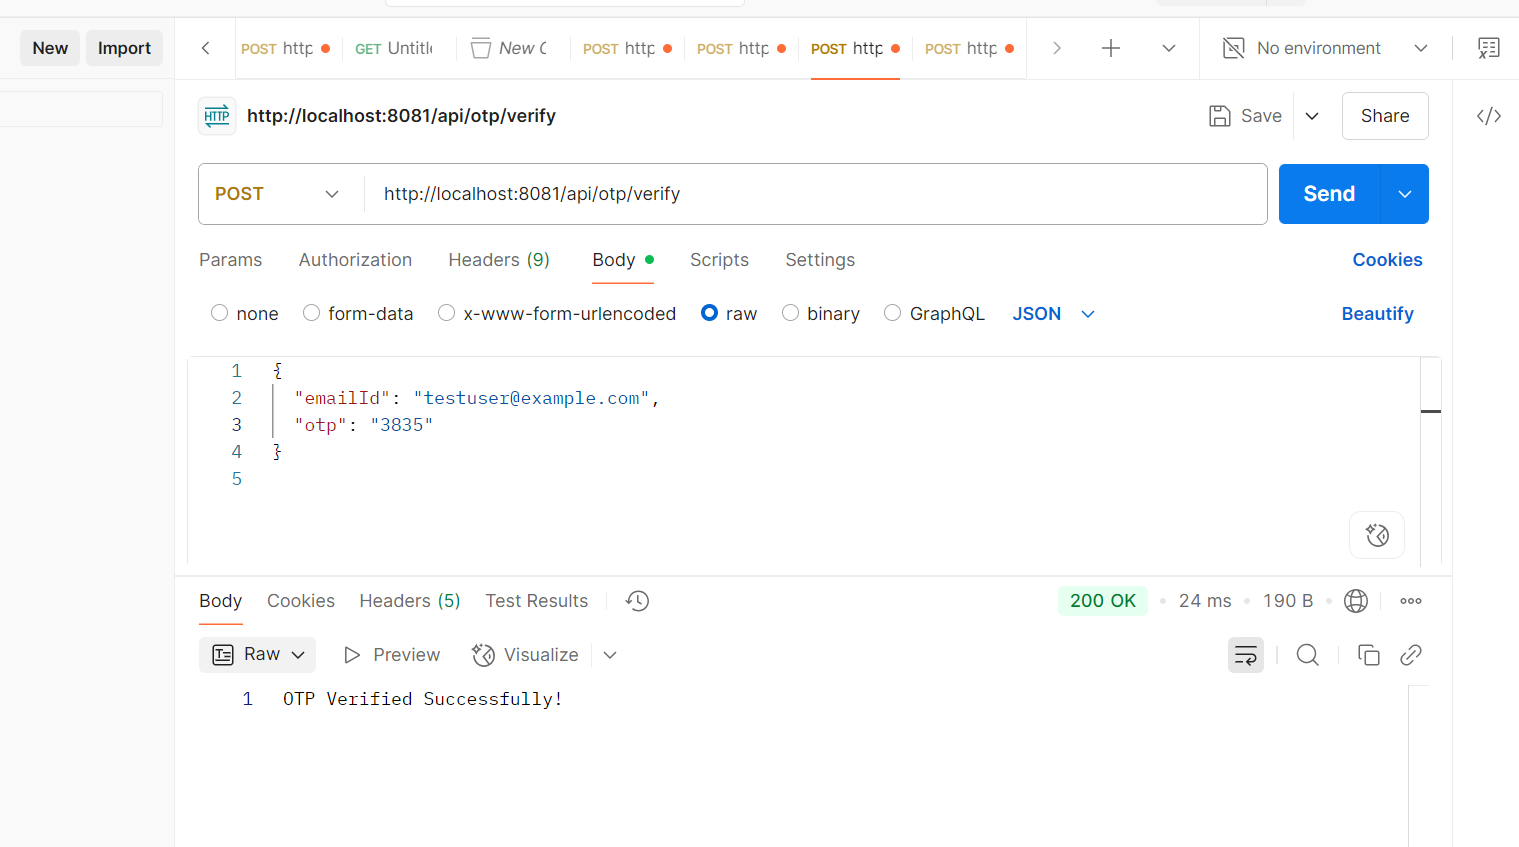 New Import
POST http GET Untitle New C POST http POST http POST http POST http No environment
HTTP http://localhost:8081/api/otp/verify Save Share
POST http://localhost:8081/api/otp/verify Send
Params Authorization Headers (9) Body Scripts Settings Cookies
none form-data x-www-form-urlencoded raw binary GraphQL JSON Beautify
1 {
2 "emailId": "testuser@example.com",
3 "otp": "3835"
4 }
5
Body Cookies Headers (5) Test Results 200 OK 24 ms 190 B
Raw Preview Visualize
1 OTP Verified Successfully!